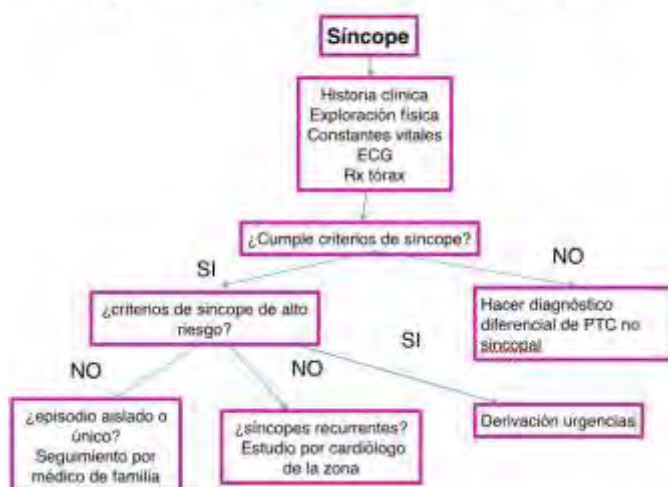 Síncope
Historia clínica
Exploración física
Constantes vitales
ECG
Rx tórax
¿Cumple criterios de síncope?
SI
NO
¿criterios de síncope de alto
riesgo?
Hacer diagnóstico
diferencial de PTC no
sincopal
SI
NO
NO
¿episodio aislado o
único?
Seguimiento por
médico de familia
¿síncopes recurrentes?
Estudio por cardiólogo
de la zona
Derivación urgencias